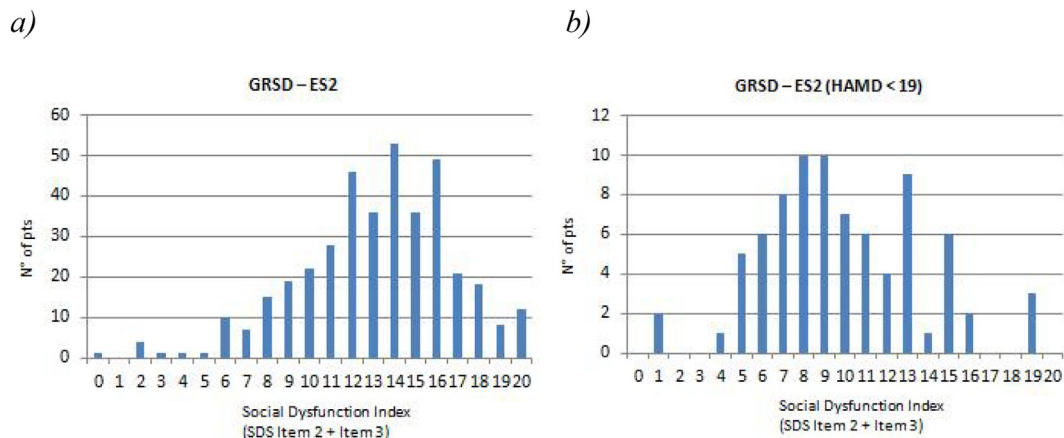 a)
GRSD – ES2
60
50
40
30
20
10
0
N° of pts
0 1 2 3 4 5 6 7 8 9 10 11 12 13 14 15 16 17 18 19 20
Social Dysfunction Index
(SDS Item 2 + Item 3)
b)
GRSD – ES2 (HAMD < 19)
12
10
8
6
4
2
0
N° of pts
0 1 2 3 4 5 6 7 8 9 10 11 12 13 14 15 16 17 18 19 20
Social Dysfunction Index
(SDS Item 2 + Item 3)